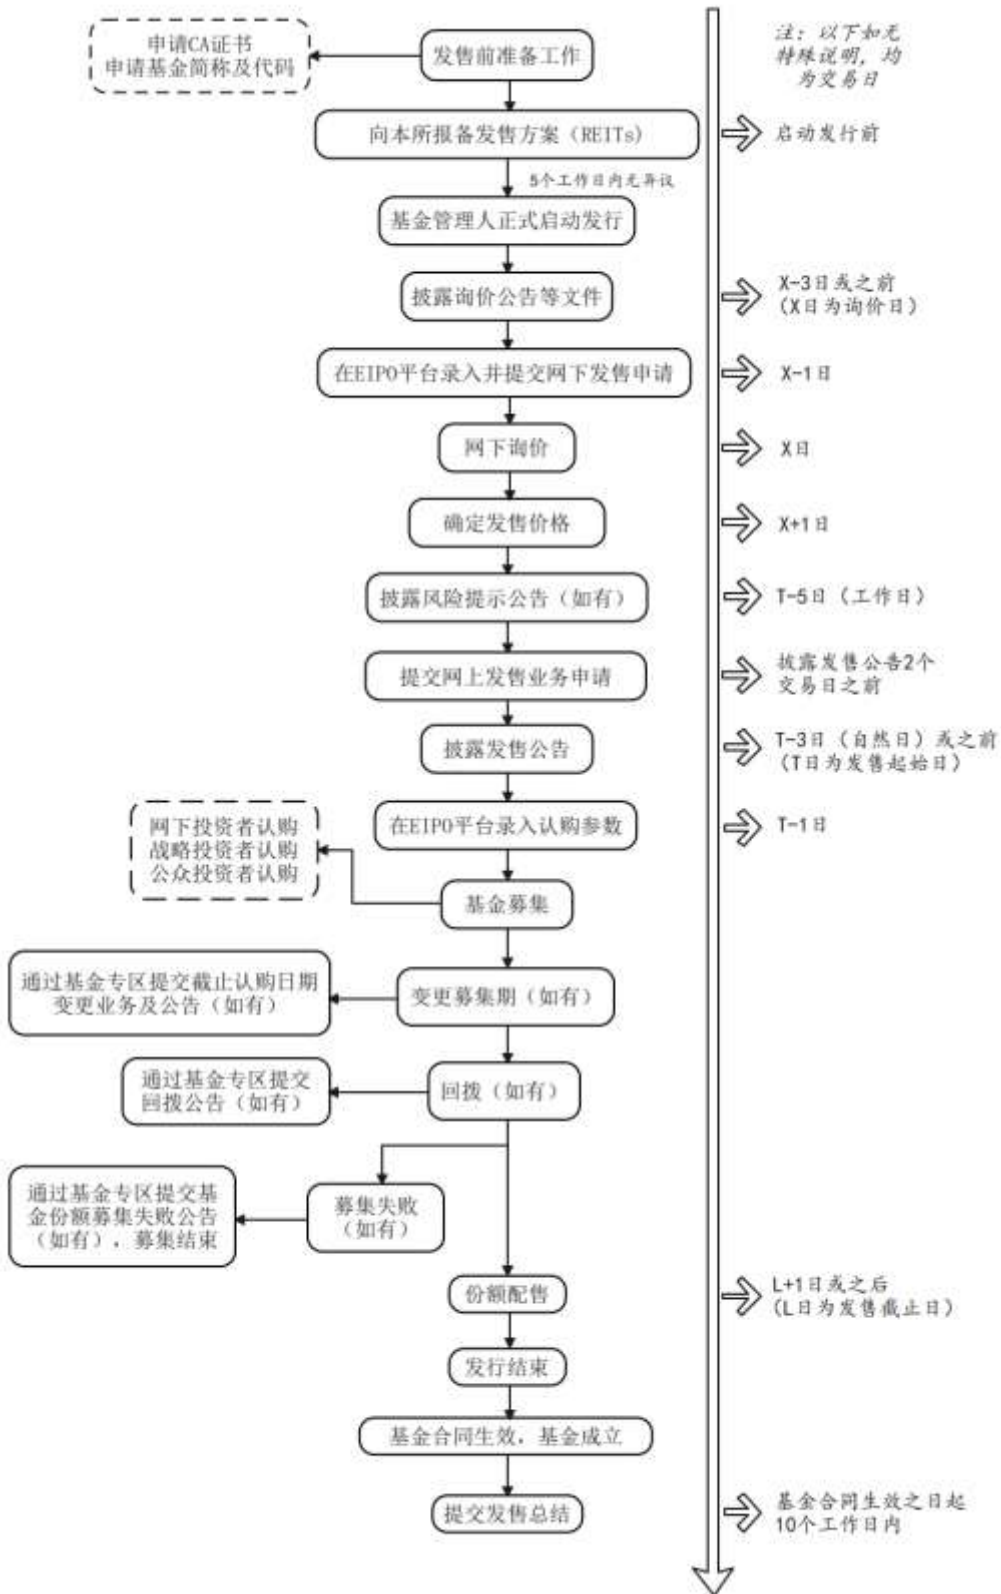 申请CA证书
申请基金简称及代码
发售前准备工作
注：以下如无
特殊说明，均
为交易日
向本所报备发售方案（REITs）
启动发行前
5个工作日内无异议
基金管理人正式启动发行
披露询价公告等文件
X-3日或之前
（X日为询价日）
在EIPO平台录入并提交网下发售申请
X-1日
网下询价
X日
确定发售价格
X+1日
披露风险提示公告（如有）
T-5日（工作日）
提交网上发售业务申请
披露发售公告2个
交易日之前
披露发售公告
T-3日（自然日）或之前
（T日为发售起始日）
在EIPO平台录入认购参数
T-1日
网下投资者认购
战略投资者认购
公众投资者认购
基金募集
通过基金专区提交截止认购日期
变更业务及公告（如有）
变更募集期（如有）
通过基金专区提交
回拨公告（如有）
回拨（如有）
通过基金专区提交基
金份额募集失败公告
（如有），募集结束
募集失败
（如有）
份额配售
L+1日或之后
（L日为发售截止日）
发行结束
基金合同生效，基金成立
提交发售总结
基金合同生效之日起
10个工作日内